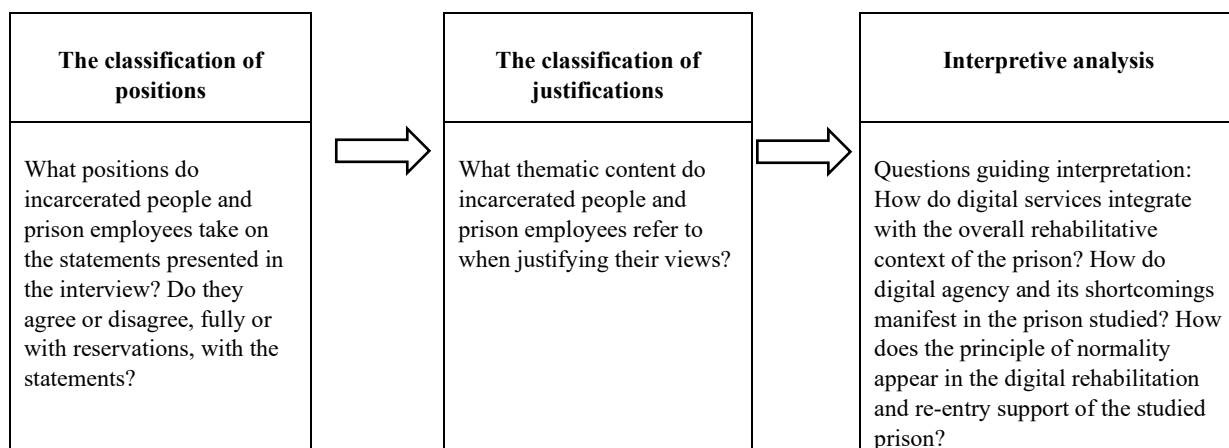 The classification of
positions
What positions do
incarcerated people and
prison employees take on
the statements presented in
the interview? Do they
agree or disagree, fully or
with reservations, with the
statements?
The classification of
justifications
What thematic content do
incarcerated people and
prison employees refer to
when justifying their views?
Interpretive analysis
Questions guiding interpretation:
How do digital services integrate
with the overall rehabilitative
context of the prison? How do
digital agency and its shortcomings
manifest in the prison studied? How
does the principle of normality
appear in the digital rehabilitation
and re-entry support of the studied
prison?